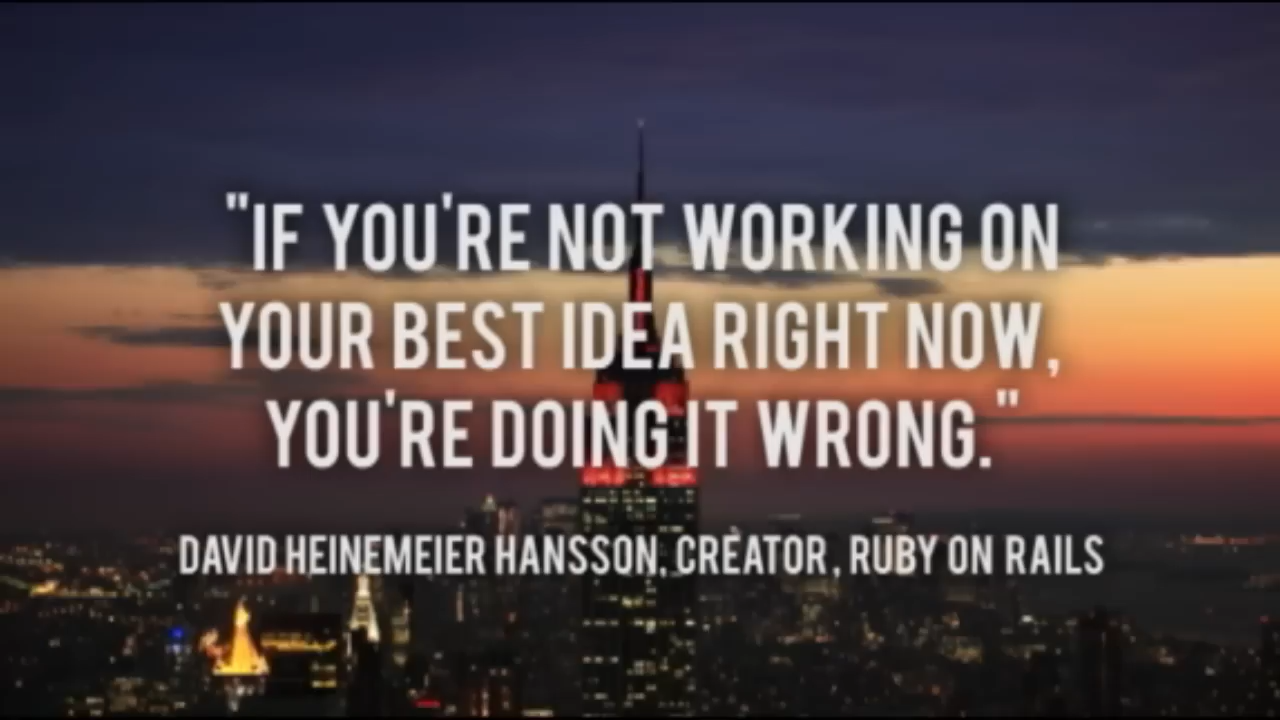 "IF YOU'RE NOT WORKING ON
YOUR BEST IDEA RIGHT NOW,
YOU'RE DOING IT WRONG."
DAVID HEINEMEIER HANSSON, CREATOR, RUBY ON RAILS